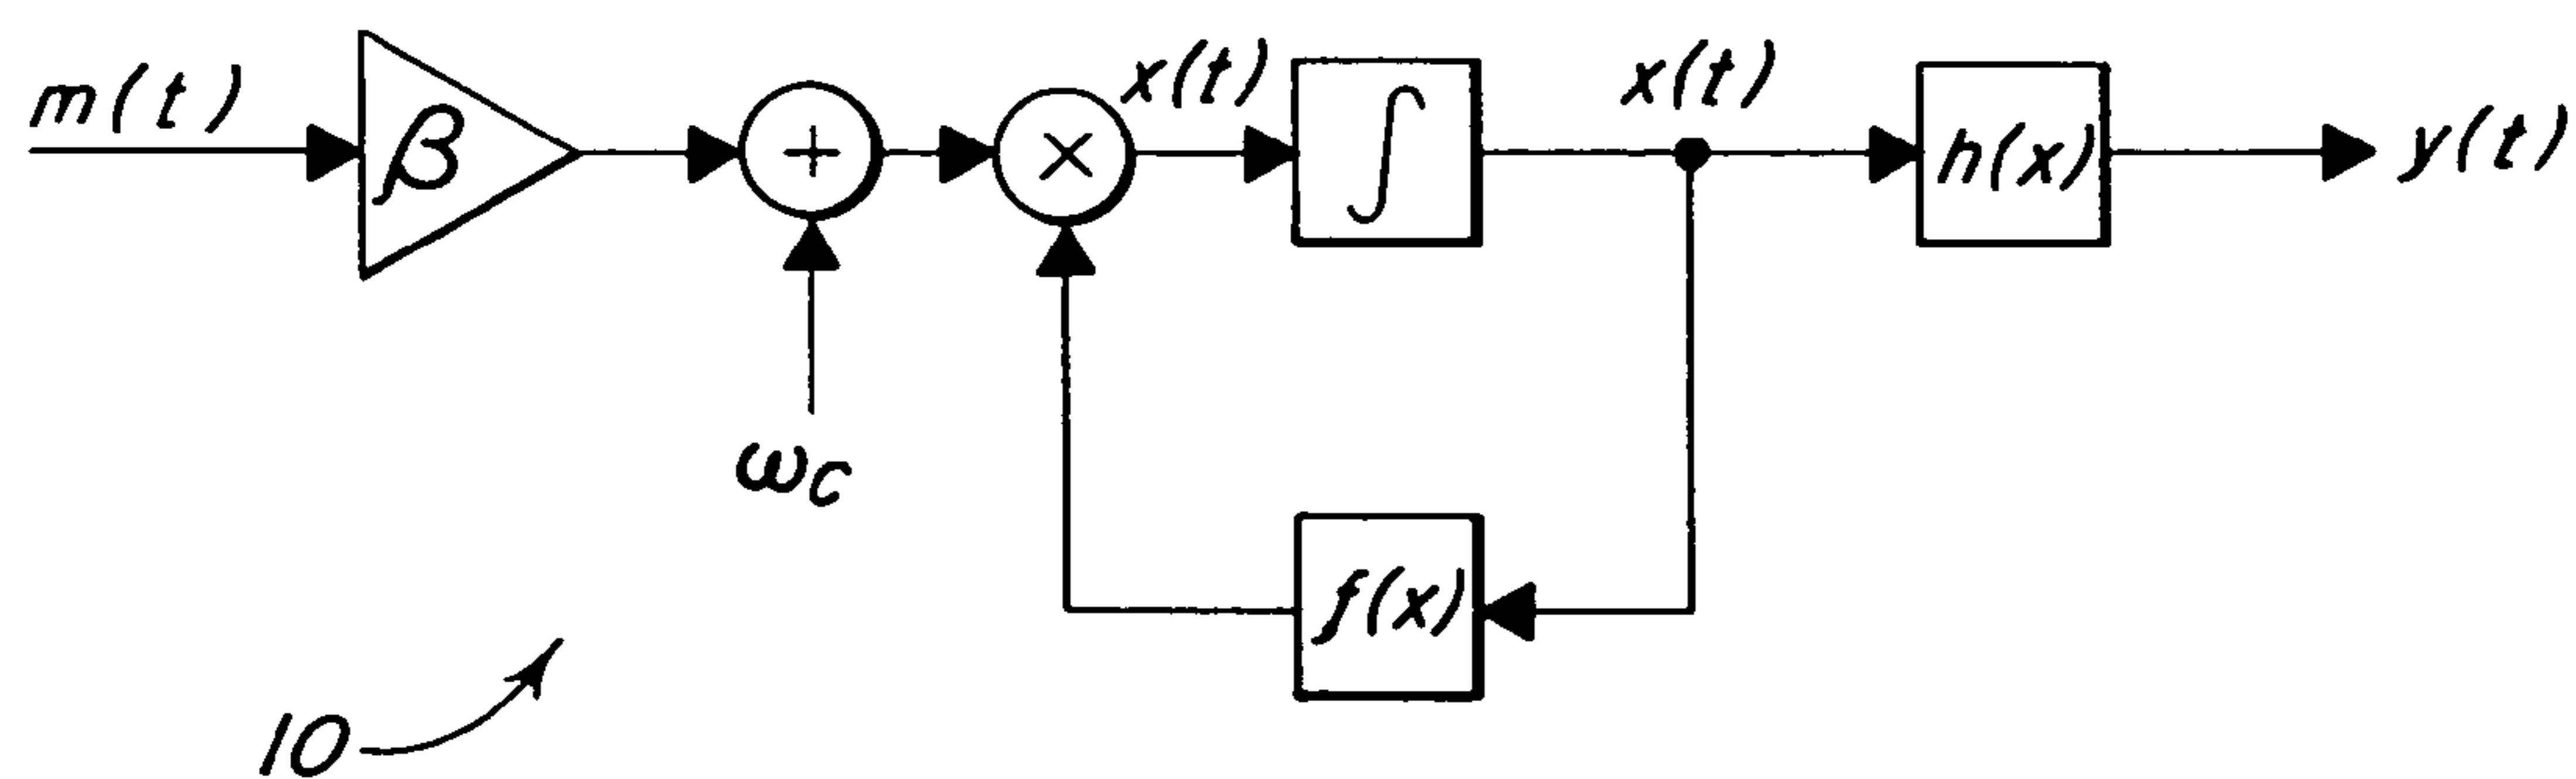 m(t)
β
+
ωc
×
x(t)
∫
x(t)
h(x)
y(t)
f(x)
10